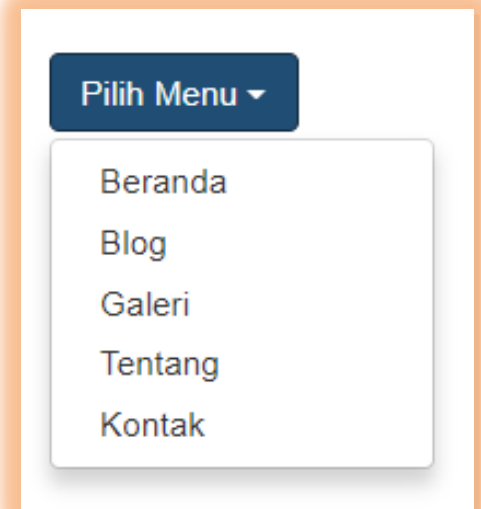 Pilih Menu
Beranda
Blog
Galeri
Tentang
Kontak